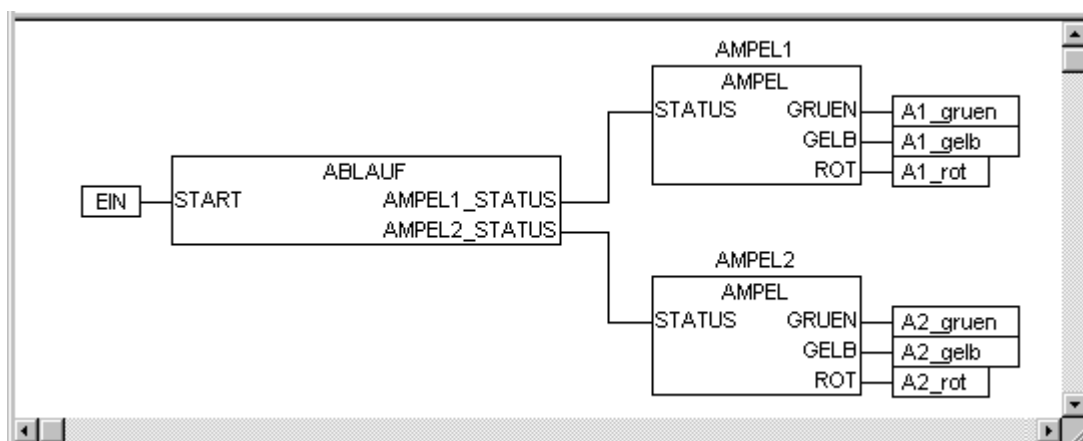 AMPEL1
AMPEL
STATUS GRUEN A1_gruen
GELB A1_gelb
ROT A1_rot
ABLAUF
EIN START AMPEL1_STATUS
AMPEL2_STATUS
AMPEL2
AMPEL
STATUS GRUEN A2_gruen
GELB A2_gelb
ROT A2_rot